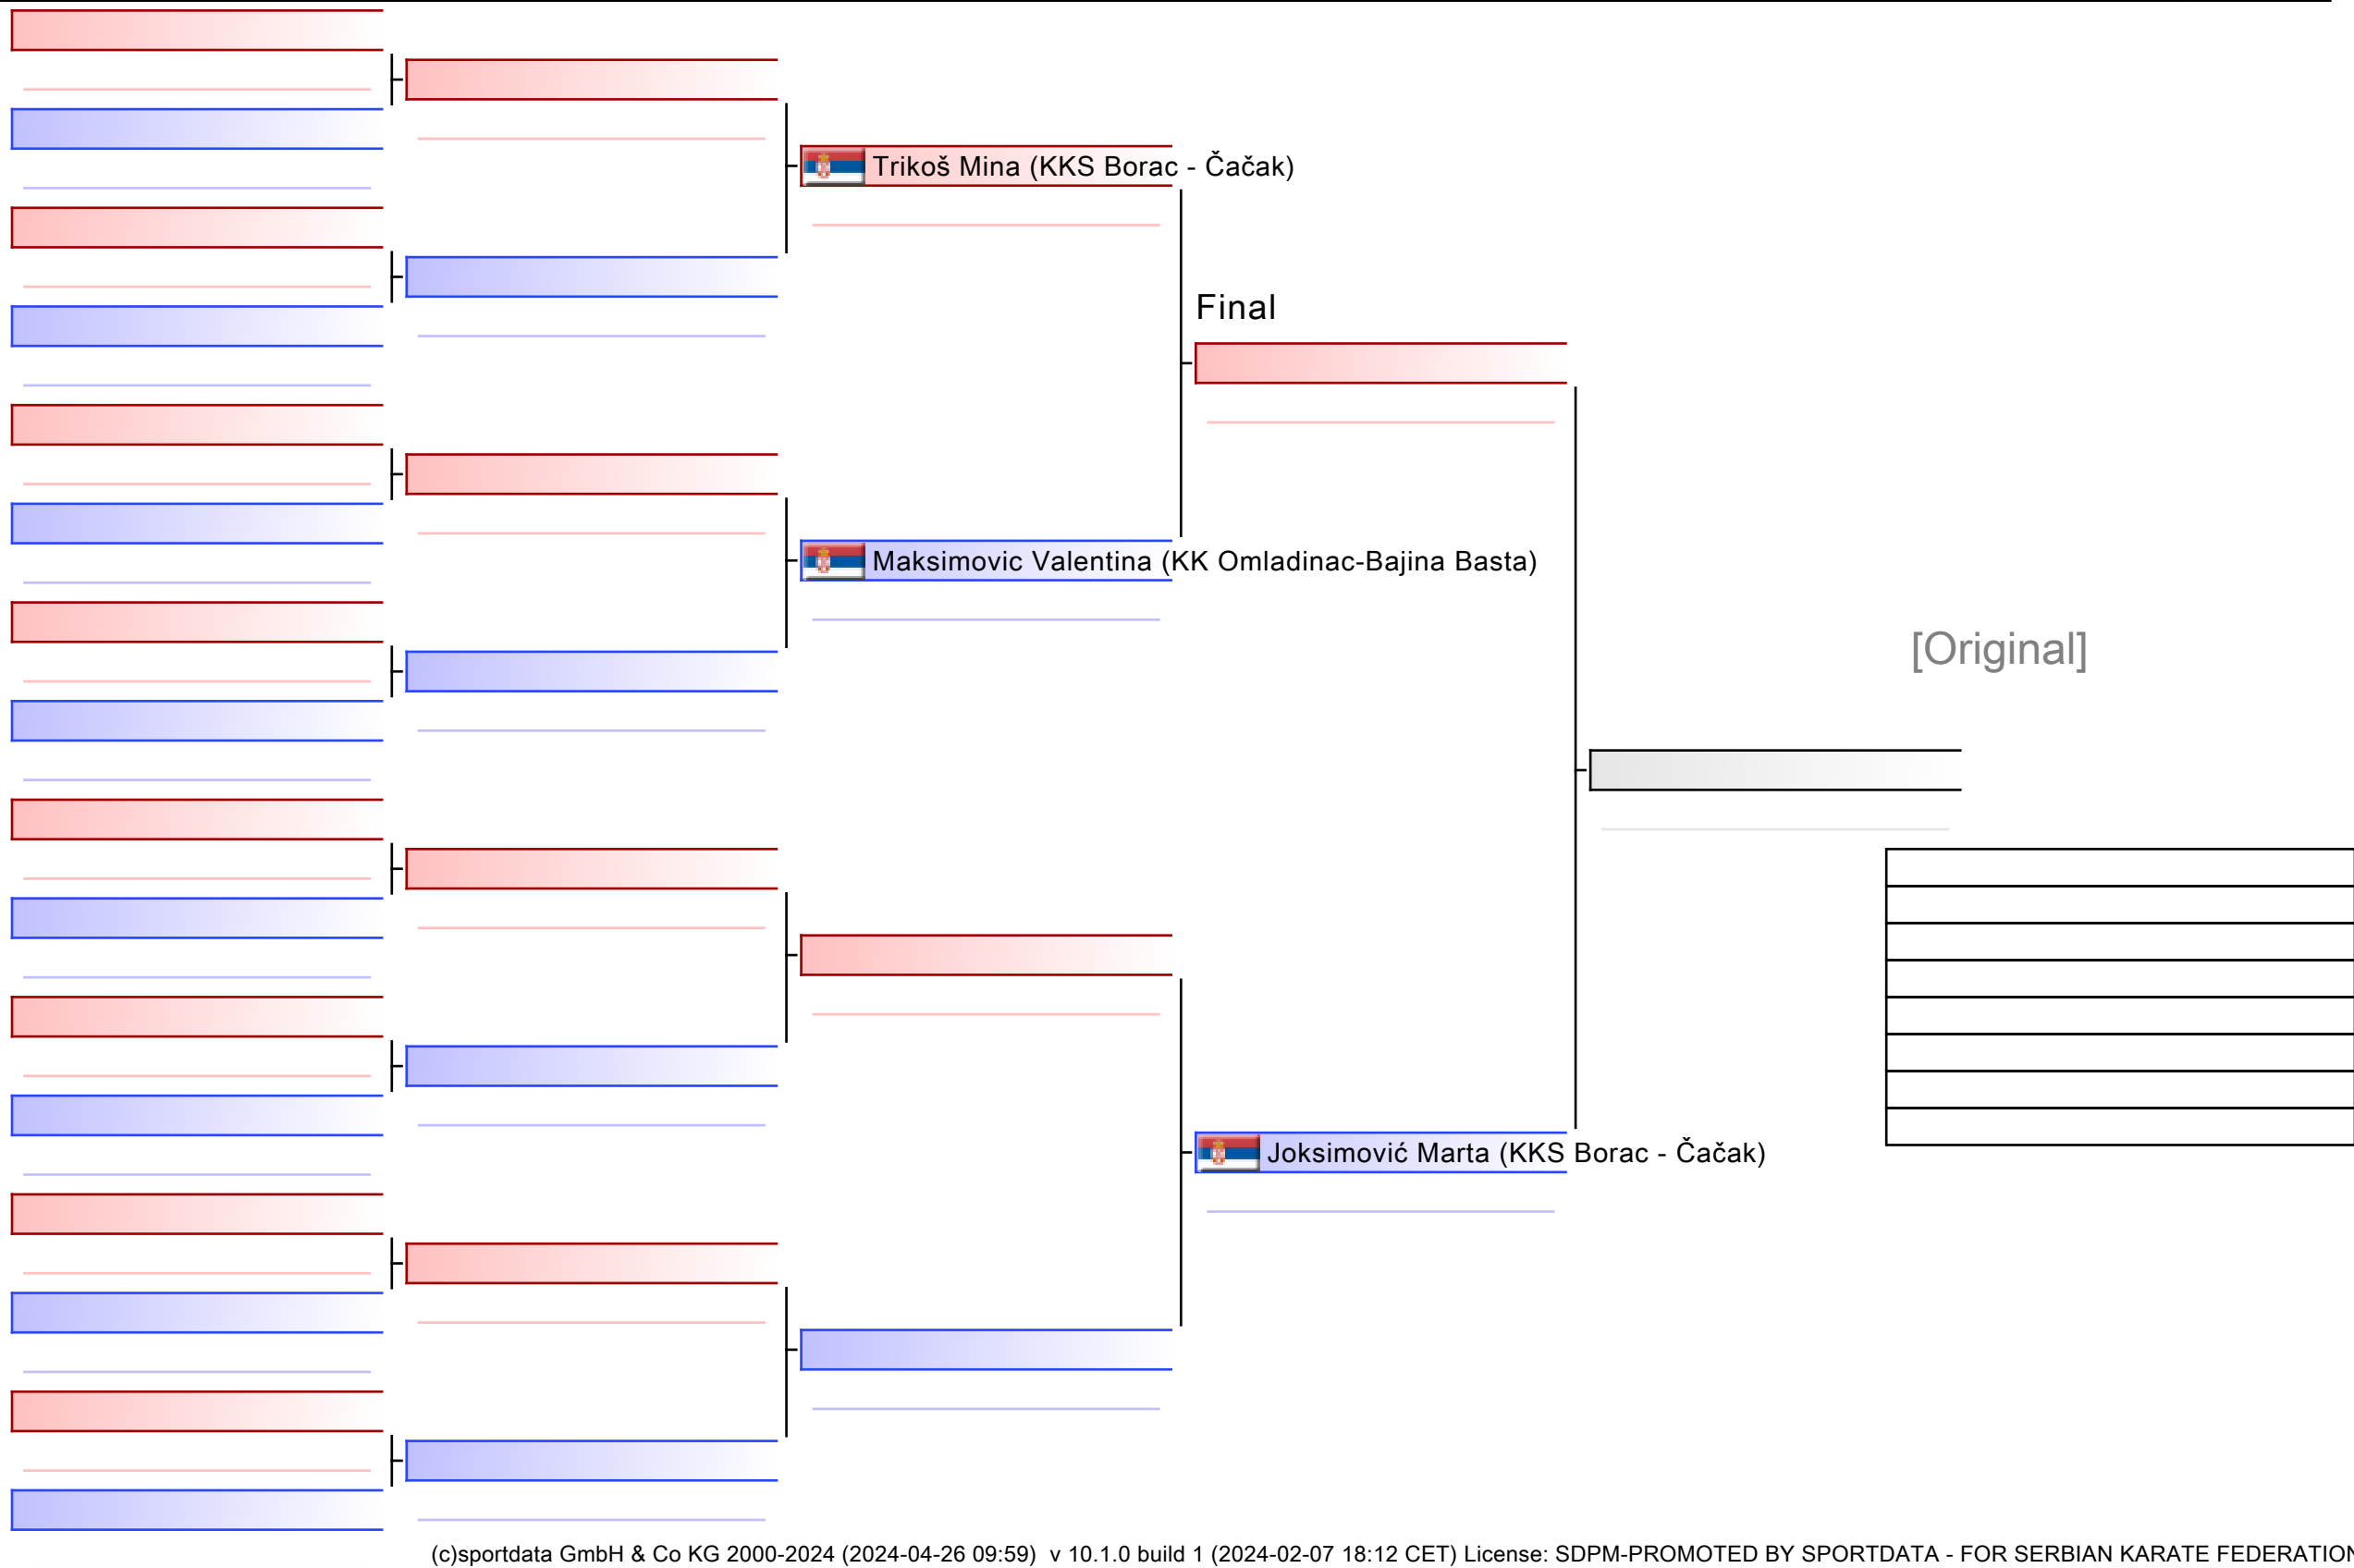 Trikoš Mina (KKS Borac - Čačak)
Final
Maksimovic Valentina (KK Omladinac-Bajina Basta)
[Original]
Joksimović Marta (KKS Borac - Čačak)
(c)sportdata GmbH & Co KG 2000-2024 (2024-04-26 09:59) v 10.1.0 build 1 (2024-02-07 18:12 CET) License: SDPM-PROMOTED BY SPORTDATA - FOR SERBIAN KARATE FEDERATION